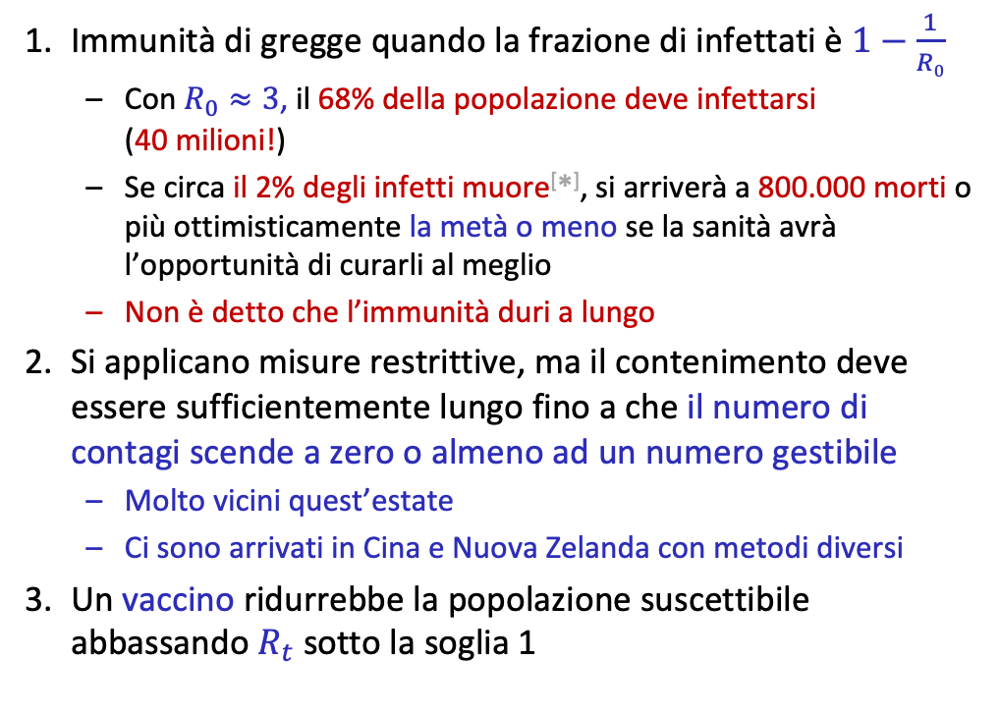 1. Immunità di gregge quando la frazione di infettati è 1 − 1/R₀
– Con R₀ ≈ 3, il 68% della popolazione deve infettarsi
(40 milioni!)
– Se circa il 2% degli infetti muore[*], si arriverà a 800.000 morti o
più ottimisticamente la metà o meno se la sanità avrà
l’opportunità di curarli al meglio
– Non è detto che l’immunità duri a lungo
2. Si applicano misure restrittive, ma il contenimento deve
essere sufficientemente lungo fino a che il numero di
contagi scende a zero o almeno ad un numero gestibile
– Molto vicini quest’estate
– Ci sono arrivati in Cina e Nuova Zelanda con metodi diversi
3. Un vaccino ridurrebbe la popolazione suscettibile
abbassando Rₜ sotto la soglia 1